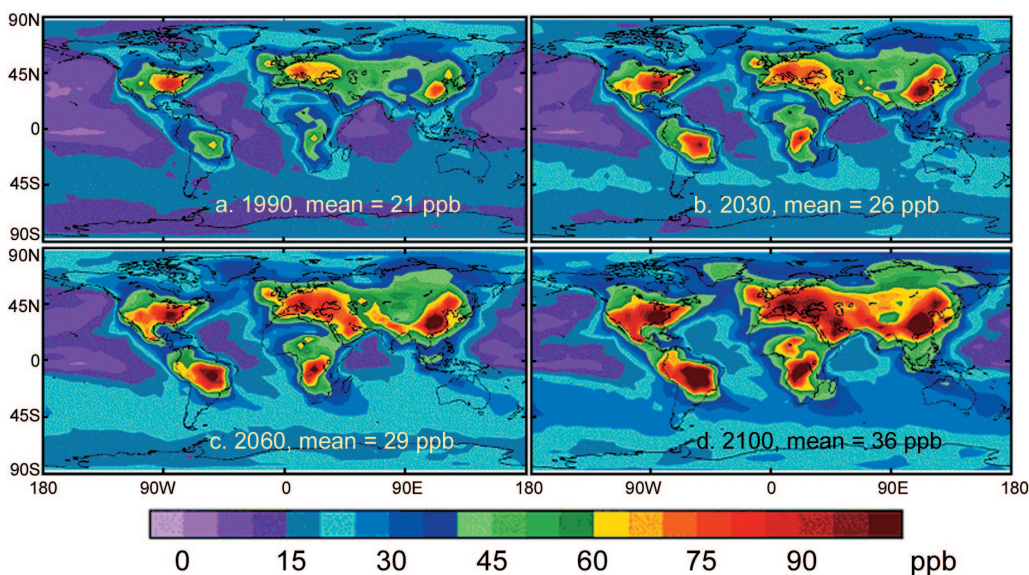 90N
45N
0
45S
90S
a. 1990, mean = 21 ppb
b. 2030, mean = 26 ppb
90N
45N
0
45S
90S
c. 2060, mean = 29 ppb
d. 2100, mean = 36 ppb
180 90W 0 90E 180 90W 0 90E 180
0 15 30 45 60 75 90 ppb